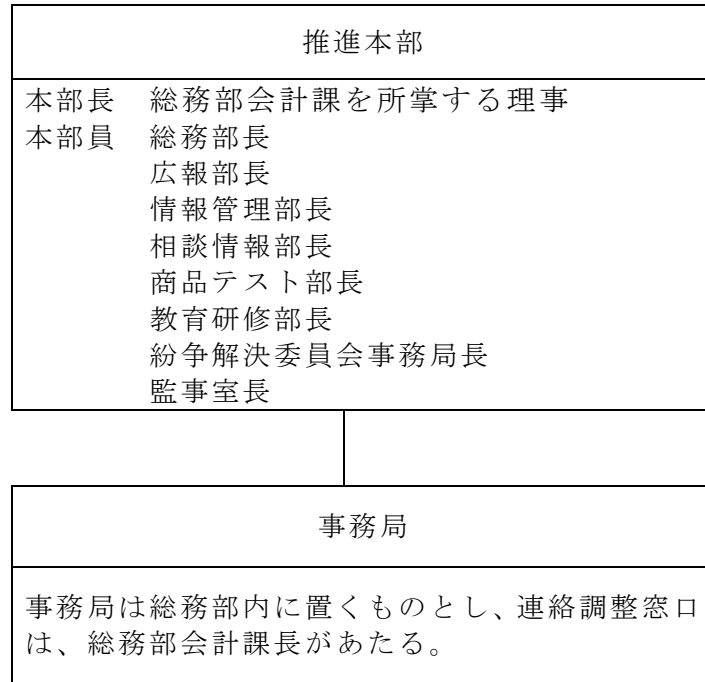 推進本部
本部長 総務部会計課を所掌する理事
本部員 総務部長
広報部長
情報管理部長
相談情報部長
商品テスト部長
教育研修部長
紛争解決委員会事務局長
監事室長
事務局
事務局は総務部内に置くものとし、連絡調整窓口
は、総務部会計課長があたる。